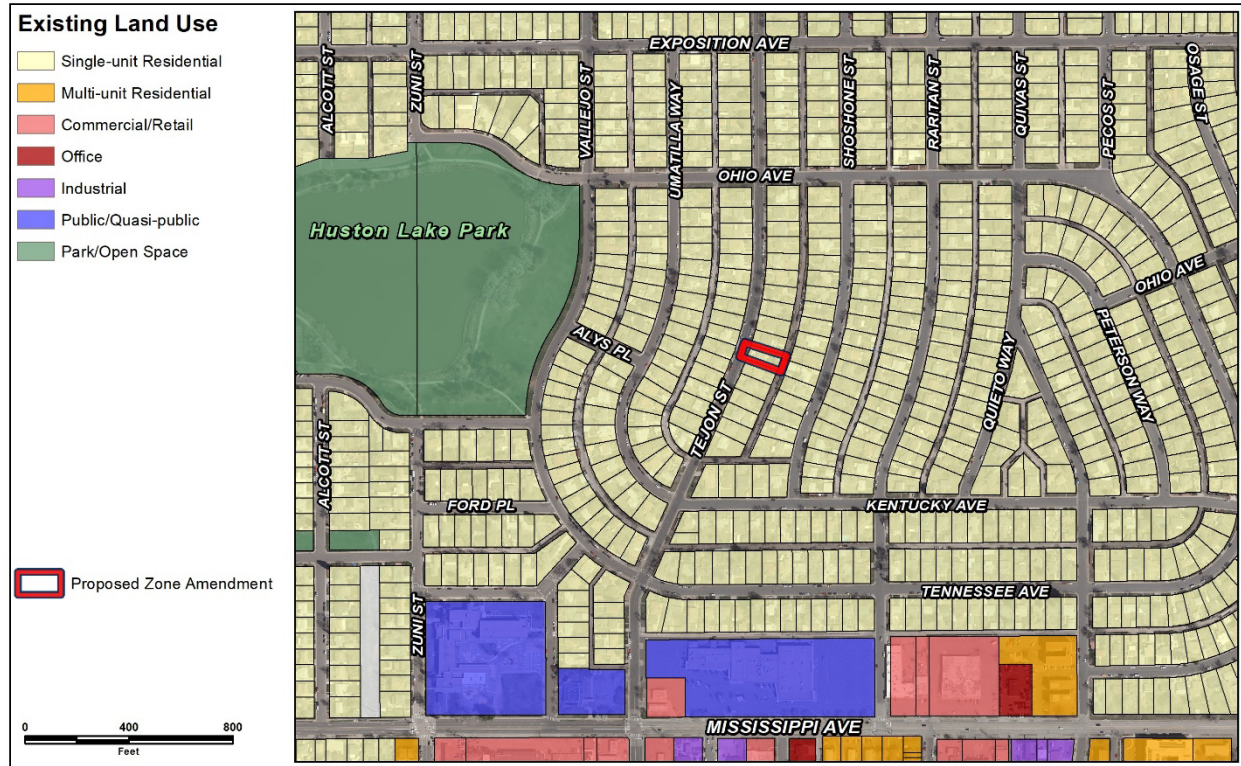 Existing Land Use
Single-unit Residential
Multi-unit Residential
Commercial/Retail
Office
Industrial
Public/Quasi-public
Park/Open Space
Proposed Zone Amendment
0 400 800
Feet
EXPOSITION AVE
ALCOTT ST
ZUNI ST
VALLEJO ST
UMATILLA WAY
SHOSHONE ST
RARITAN ST
QUIVAS ST
PECOS ST
OSAGE ST
OHIO AVE
Huston Lake Park
OHIO AVE
ALYS PL
PETERSON WAY
QUIETO WAY
TEJON ST
ALCOTT ST
FORD PL
KENTUCKY AVE
TENNESSEE AVE
ZUNI ST
MISSISSIPPI AVE